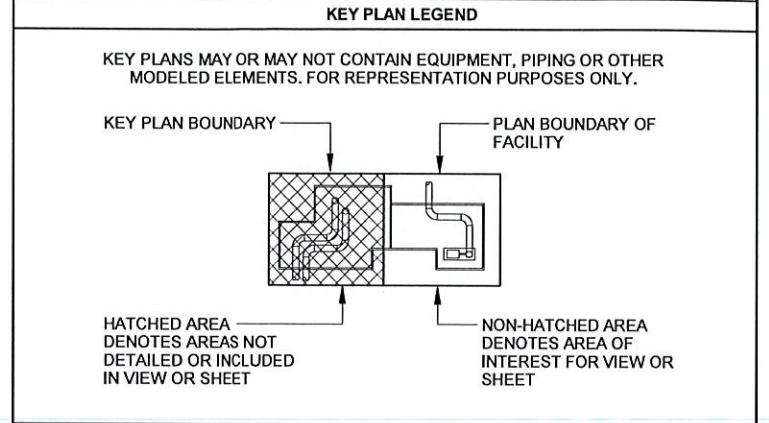 KEY PLAN LEGEND
KEY PLANS MAY OR MAY NOT CONTAIN EQUIPMENT, PIPING OR OTHER
MODELED ELEMENTS. FOR REPRESENTATION PURPOSES ONLY.
KEY PLAN BOUNDARY
PLAN BOUNDARY OF
FACILITY
HATCHED AREA
DENOTES AREAS NOT
DETAILED OR INCLUDED
IN VIEW OR SHEET
NON-HATCHED AREA
DENOTES AREA OF
INTEREST FOR VIEW OR
SHEET